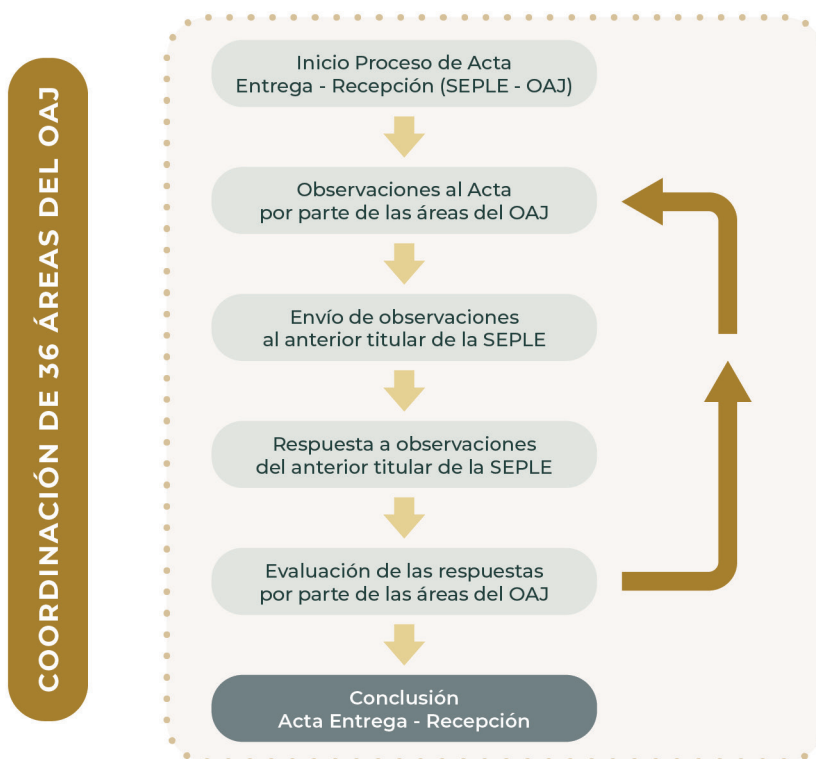 COORDINACIÓN DE 36 ÁREAS DEL OAJ
Inicio Proceso de Acta
Entrega - Recepción (SEPLE - OAJ)
Observaciones al Acta
por parte de las áreas del OAJ
Envío de observaciones
al anterior titular de la SEPLE
Respuesta a observaciones
del anterior titular de la SEPLE
Evaluación de las respuestas
por parte de las áreas del OAJ
Conclusión
Acta Entrega - Recepción